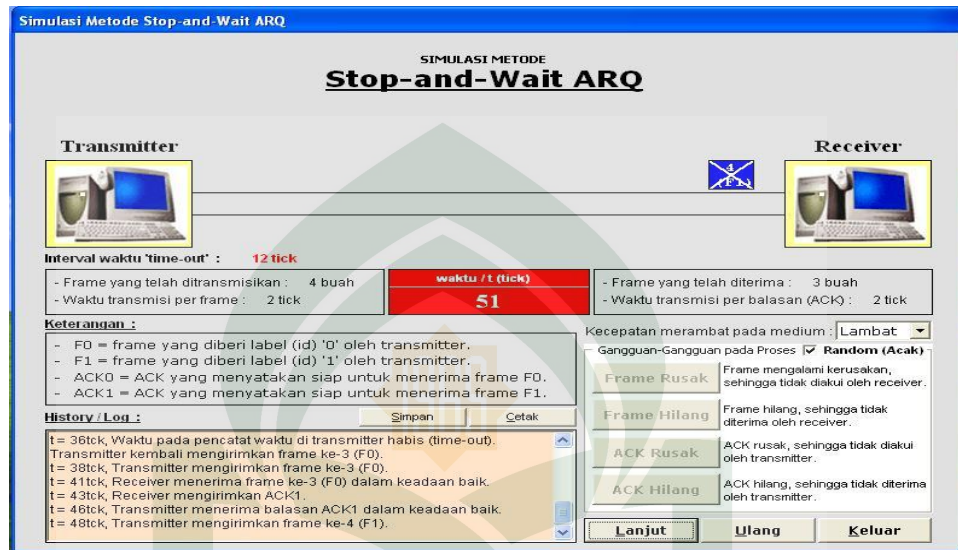 Simulasi Metode Stop-and-Wait ARQ
SIMULASI METODE
Stop-and-Wait ARQ
Transmitter
Receiver
4
(F1)
Interval waktu 'time-out' : 12 tick
- Frame yang telah ditransmisikan : 4 buah
- Waktu transmisi per frame : 2 tick
waktu / t (tick)
51
- Frame yang telah diterima : 3 buah
- Waktu transmisi per balasan (ACK) : 2 tick
Keterangan :
- F0 = frame yang diberi label (id) '0' oleh transmitter.
- F1 = frame yang diberi label (id) '1' oleh transmitter.
- ACK0 = ACK yang menyatakan siap untuk menerima frame F0.
- ACK1 = ACK yang menyatakan siap untuk menerima frame F1.
Kecepatan merambat pada medium : Lambat
Gangguan-Gangguan pada Proses Random (Acak)
Frame Rusak
Frame mengalami kerusakan,
sehingga tidak diakui oleh receiver.
Frame Hilang
Frame hilang, sehingga tidak
diterima oleh receiver.
ACK Rusak
ACK rusak, sehingga tidak diakui
oleh transmitter.
ACK Hilang
ACK hilang, sehingga tidak diterima
oleh transmitter.
History / Log :
Simpan
Cetak
t = 36tck, Waktu pada pencatat waktu di transmitter habis (time-out).
Transmitter kembali mengirimkan frame ke-3 (F0).
t = 38tck, Transmitter mengirimkan frame ke-3 (F0).
t = 41tck, Receiver menerima frame ke-3 (F0) dalam keadaan baik.
t = 43tck, Receiver mengirimkan ACK1.
t = 46tck, Transmitter menerima balasan ACK1 dalam keadaan baik.
t = 48tck, Transmitter mengirimkan frame ke-4 (F1).
Lanjut
Ulang
Keluar